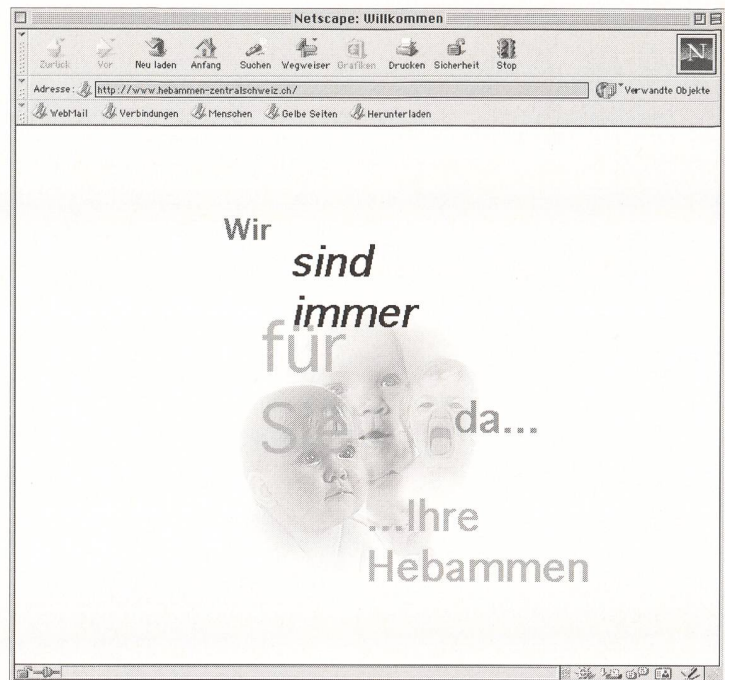 Netscape: Willkommen
Zurück Vor Neu laden Anfang Suchen Wegweiser Grafiken Drucken Sicherheit Stop
N
Adresse: http://www.hebammen-zentralschweiz.ch/ Verwandte Objekte
WebMail Verbindungen Menschen Gelbe Seiten Herunterladen
Wir
sind
immer
für
Sie
da...
...Ihre
Hebammen